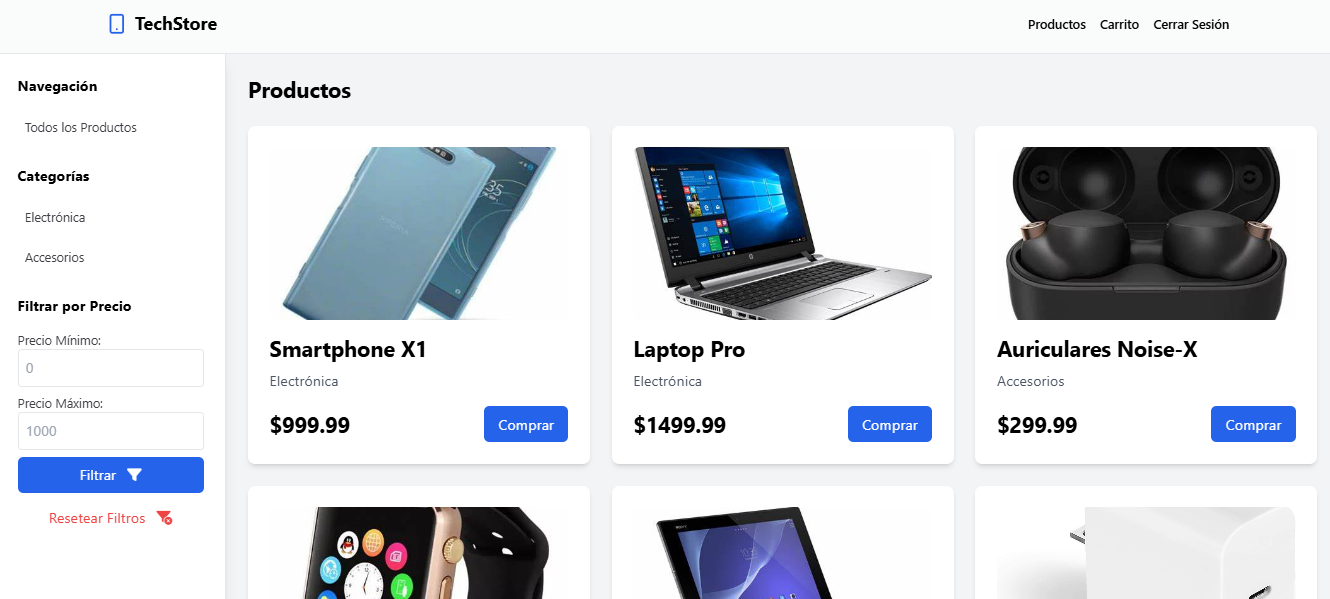 TechStore
Productos Carrito Cerrar Sesión
Navegación
Todos los Productos
Categorías
Electrónica
Accesorios
Filtrar por Precio
Precio Mínimo:
0
Precio Máximo:
1000
Filtrar
Resetear Filtros
Productos
Smartphone X1
Electrónica
$999.99
Comprar
Laptop Pro
Electrónica
$1499.99
Comprar
Auriculares Noise-X
Accesorios
$299.99
Comprar
SONY